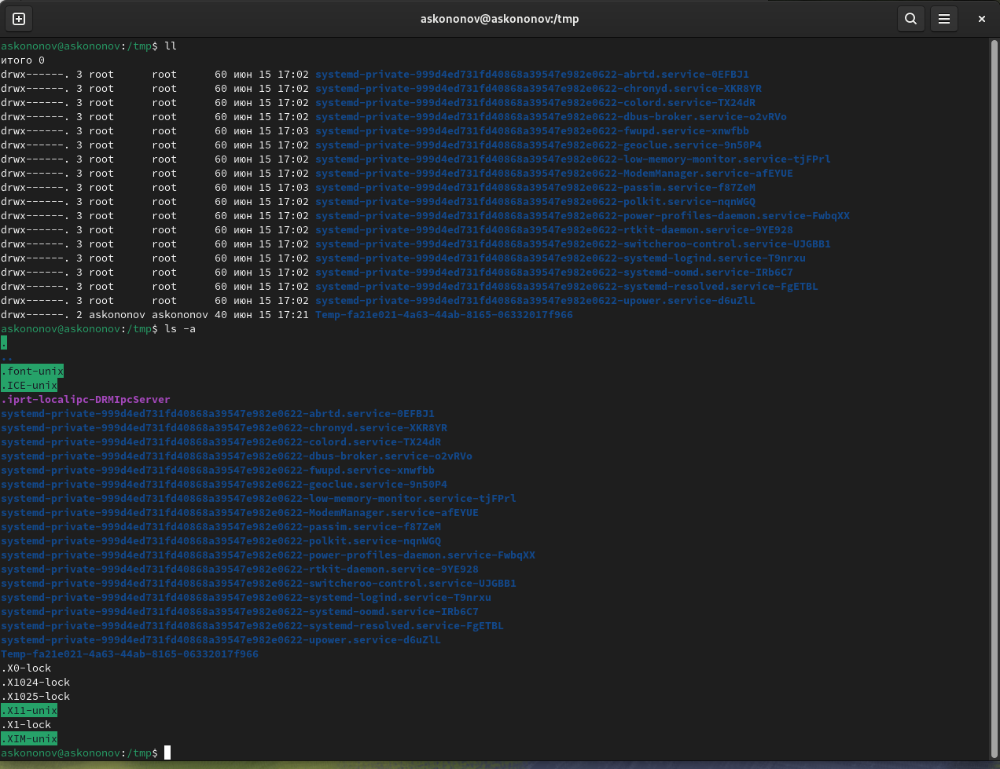 askononov@askononov:/tmp
askononov@askononov:/tmp$ ll
итого 0
drwx------. 3 root      root      60 июн 15 17:02 systemd-private-999d4ed731fd40868a39547e982e0622-abrtd.service-0EFBJ1
drwx------. 3 root      root      60 июн 15 17:02 systemd-private-999d4ed731fd40868a39547e982e0622-chronyd.service-XKR8YR
drwx------. 3 root      root      60 июн 15 17:02 systemd-private-999d4ed731fd40868a39547e982e0622-colord.service-TX24dR
drwx------. 3 root      root      60 июн 15 17:02 systemd-private-999d4ed731fd40868a39547e982e0622-dbus-broker.service-o2vRVo
drwx------. 3 root      root      60 июн 15 17:03 systemd-private-999d4ed731fd40868a39547e982e0622-fwupd.service-xnwfbb
drwx------. 3 root      root      60 июн 15 17:02 systemd-private-999d4ed731fd40868a39547e982e0622-geoclue.service-9n50P4
drwx------. 3 root      root      60 июн 15 17:02 systemd-private-999d4ed731fd40868a39547e982e0622-low-memory-monitor.service-tjFPrl
drwx------. 3 root      root      60 июн 15 17:02 systemd-private-999d4ed731fd40868a39547e982e0622-ModemManager.service-afEYUE
drwx------. 3 root      root      60 июн 15 17:03 systemd-private-999d4ed731fd40868a39547e982e0622-passim.service-f87ZeM
drwx------. 3 root      root      60 июн 15 17:02 systemd-private-999d4ed731fd40868a39547e982e0622-polkit.service-nqnWGQ
drwx------. 3 root      root      60 июн 15 17:02 systemd-private-999d4ed731fd40868a39547e982e0622-power-profiles-daemon.service-FwbqXX
drwx------. 3 root      root      60 июн 15 17:02 systemd-private-999d4ed731fd40868a39547e982e0622-rtkit-daemon.service-9YE928
drwx------. 3 root      root      60 июн 15 17:02 systemd-private-999d4ed731fd40868a39547e982e0622-switcheroo-control.service-UJGBB1
drwx------. 3 root      root      60 июн 15 17:02 systemd-private-999d4ed731fd40868a39547e982e0622-systemd-logind.service-T9nrxu
drwx------. 3 root      root      60 июн 15 17:02 systemd-private-999d4ed731fd40868a39547e982e0622-systemd-oomd.service-IRb6C7
drwx------. 3 root      root      60 июн 15 17:02 systemd-private-999d4ed731fd40868a39547e982e0622-systemd-resolved.service-FgETBL
drwx------. 3 root      root      60 июн 15 17:02 systemd-private-999d4ed731fd40868a39547e982e0622-upower.service-d6uZlL
drwx------. 2 askononov askononov 40 июн 15 17:21 Temp-fa21e021-4a63-44ab-8165-06332017f966
askononov@askononov:/tmp$ ls -a
.
..
.font-unix
.ICE-unix
.iprt-localipc-DRMIpcServer
systemd-private-999d4ed731fd40868a39547e982e0622-abrtd.service-0EFBJ1
systemd-private-999d4ed731fd40868a39547e982e0622-chronyd.service-XKR8YR
systemd-private-999d4ed731fd40868a39547e982e0622-colord.service-TX24dR
systemd-private-999d4ed731fd40868a39547e982e0622-dbus-broker.service-o2vRVo
systemd-private-999d4ed731fd40868a39547e982e0622-fwupd.service-xnwfbb
systemd-private-999d4ed731fd40868a39547e982e0622-geoclue.service-9n50P4
systemd-private-999d4ed731fd40868a39547e982e0622-low-memory-monitor.service-tjFPrl
systemd-private-999d4ed731fd40868a39547e982e0622-ModemManager.service-afEYUE
systemd-private-999d4ed731fd40868a39547e982e0622-passim.service-f87ZeM
systemd-private-999d4ed731fd40868a39547e982e0622-polkit.service-nqnWGQ
systemd-private-999d4ed731fd40868a39547e982e0622-power-profiles-daemon.service-FwbqXX
systemd-private-999d4ed731fd40868a39547e982e0622-rtkit-daemon.service-9YE928
systemd-private-999d4ed731fd40868a39547e982e0622-switcheroo-control.service-UJGBB1
systemd-private-999d4ed731fd40868a39547e982e0622-systemd-logind.service-T9nrxu
systemd-private-999d4ed731fd40868a39547e982e0622-systemd-oomd.service-IRb6C7
systemd-private-999d4ed731fd40868a39547e982e0622-systemd-resolved.service-FgETBL
systemd-private-999d4ed731fd40868a39547e982e0622-upower.service-d6uZlL
Temp-fa21e021-4a63-44ab-8165-06332017f966
.X0-lock
.X1024-lock
.X1025-lock
.X11-unix
.X1-lock
.XIM-unix
askononov@askononov:/tmp$